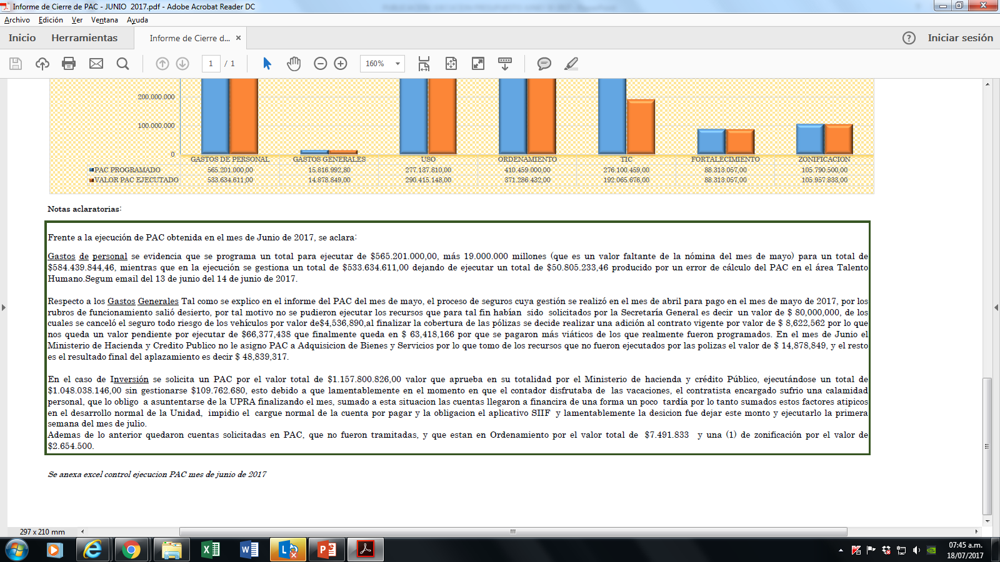 Informe de Cierre de PAC - JUNIO  2017.pdf - Adobe Acrobat Reader DC
Archivo Edición Ver Ventana Ayuda
Inicio Herramientas Informe de Cierre d... × ? Iniciar sesión
1 / 1 160%
200.000.000
100.000.000
0
GASTOS DE PERSONAL GASTOS GENERALES USO ORDENAMIENTO TIC FORTALECIMIENTO ZONIFICACION
PAC PROGRAMADO 565.201.000,00 15.816.992,80 277.137.810,00 410.459.000,00 276.100.459,00 88.313.057,00 105.790.500,00
VALOR PAC EJECUTADO 533.634.611,00 14.878.849,00 290.415.148,00 371.286.432,00 192.065.676,00 88.313.057,00 105.957.833,00
Notas aclaratorias:
Frente a la ejecución de PAC obtenida en el mes de Junio de 2017, se aclara:
Gastos de personal se evidencia que se programa un total para ejecutar de $565.201.000,00, más 19.000.000 millones (que es un valor faltante de la nómina del mes de mayo) para un total de
$584.439.844,46, mientras que en la ejecución se gestiona un total de $533.634.611,00 dejando de ejecutar un total de $50.805.233,46 producido por un error de cálculo del PAC en el área Talento
Humano.Segum email del 13 de junio del 14 de junio de 2017.
Respecto a los Gastos Generales Tal como se explico en el informe del PAC del mes de mayo, el proceso de seguros cuya gestión se realizó en el mes de abril para pago en el mes de mayo de 2017, por los
rubros de funcionamiento salió desierto, por tal motivo no se pudieron ejecutar los recursos que para tal fin habían  sido  solicitados por la Secretaría General es decir  un valor de $ 80,000,000, de los
cuales se canceló el seguro todo riesgo de los vehículos por valor de$4,536,890,al finalizar la cobertura de las pólizas se decide realizar una adición al contrato vigente por valor de $ 8,622,562 por lo que
nos queda un valor pendiente por ejecutar de $66,377,438 que finalmente queda en $ 63,418,166 por que se pagaron más viáticos de los que realmente fueron programados. En el mes de Junio el
Ministerio de Hacienda y Credito Publico no le asigno PAC a Adquisicion de Bienes y Servicios por lo que tomo de los recursos que no fueron ejecutados por las polizas el valor de $ 14,878,849, y el resto
es el resultado final del aplazamiento es decir $ 48,839,317.
En el caso de Inversión se solicita un PAC por el valor total de $1.157.800.826,00 valor que aprueba en su totalidad por el Ministerio de hacienda y crédito Público, ejecutándose un total de
$1.048.038.146,00 sin gestionarse $109.762.680, esto debido a que lamentablemente en el momento en que el contador disfrutaba de  las vacaciones, el contratista encargado sufrio una calamidad
personal, que lo obligo  a asuntentarse de la UPRA finalizando el mes, sumado a esta situacion las cuentas llegaron a financira de una forma un poco  tardía por lo tanto sumados estos factores atipicos
en el desarrollo normal de la Unidad,  impidio el  cargue normal de la cuenta por pagar y la obligacion el aplicativo SIIF  y lamentablemente la desicion fue dejar este monto y ejecutarlo la primera
semana del mes de julio.
Ademas de lo anterior quedaron cuentas solicitadas en PAC, que no fueron tramitadas, y que estan en Ordenamiento por el valor total de  $7.491.833  y una (1) de zonificación por el valor de
$2.654.500.
Se anexa excel control ejecucion PAC mes de junio de 2017
297 x 210 mm
07:45 a.m.
18/07/2017